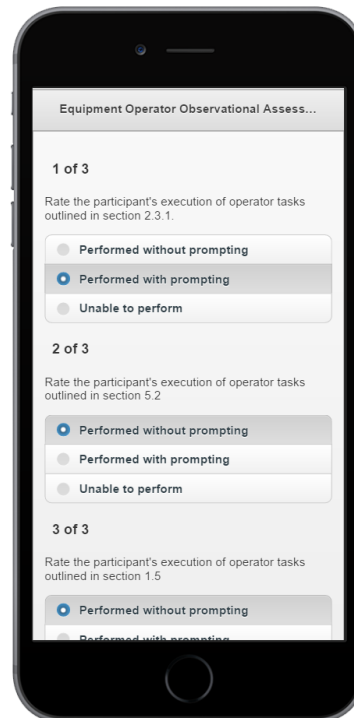 Equipment Operator Observational Assess...
1 of 3
Rate the participant's execution of operator tasks
outlined in section 2.3.1.
Performed without prompting
Performed with prompting
Unable to perform
2 of 3
Rate the participant's execution of operator tasks
outlined in section 5.2
Performed without prompting
Performed with prompting
Unable to perform
3 of 3
Rate the participant's execution of operator tasks
outlined in section 1.5
Performed without prompting
Performed with prompting